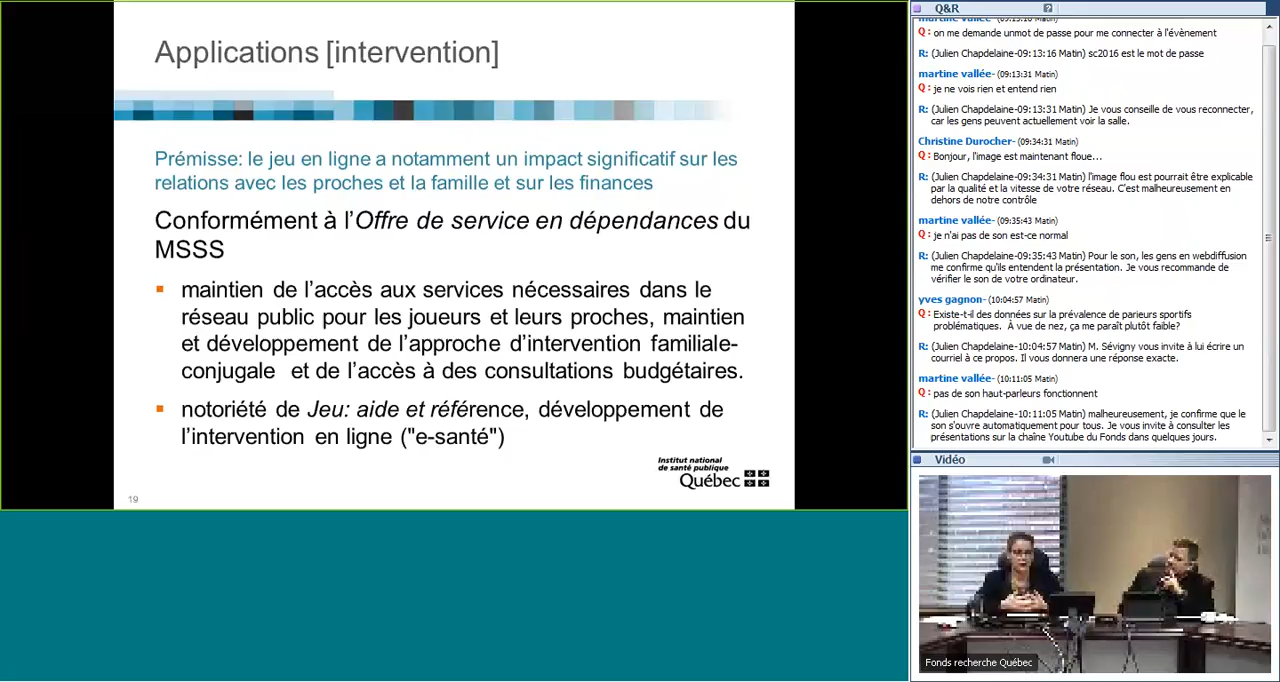 Applications [intervention]
Prémisse: le jeu en ligne a notamment un impact significatif sur les
relations avec les proches et la famille et sur les finances
Conformément à l’Offre de service en dépendances du
MSSS
maintien de l’accès aux services nécessaires dans le
réseau public pour les joueurs et leurs proches, maintien
et développement de l’approche d’intervention familiale-
conjugale et de l’accès à des consultations budgétaires.
notoriété de Jeu: aide et référence, développement de
l’intervention en ligne ("e-santé")
Institut national
de santé publique
Québec
19
Q&R
martine vallée-
Q: on me demande unmot de passe pour me connecter à l'évènement
R: (Julien Chapdelaine-09:13:16 Matin) sc2016 est le mot de passe
martine vallée- (09:13:31 Matin)
Q: je ne vois rien et entend rien
R: (Julien Chapdelaine-09:13:31 Matin) Je vous conseille de vous reconnecter,
car les gens peuvent actuellement voir la salle.
Christine Durocher- (09:34:31 Matin)
Q: Bonjour, l'image est maintenant floue...
R: (Julien Chapdelaine-09:34:31 Matin) l'image flou est pourrait être explicable
par la qualité et la vitesse de votre réseau. C'est malheureusement en
dehors de notre contrôle
martine vallée- (09:35:43 Matin)
Q: je n'ai pas de son est-ce normal
R: (Julien Chapdelaine-09:35:43 Matin) Pour le son, les gens en webdiffusion
me confirme qu'ils entendent la présentation. Je vous recommande de
vérifier le son de votre ordinateur.
yves gagnon- (10:04:57 Matin)
Q: Existe-t-il des données sur la prévalence de parieurs sportifs
problématiques. À vue de nez, ça me paraît plutôt faible?
R: (Julien Chapdelaine-10:04:57 Matin) M. Sévigny vous invite à lui écrire un
courriel à ce propos. Il vous donnera une réponse exacte.
martine vallée- (10:11:05 Matin)
Q: pas de son haut-parleurs fonctionnent
R: (Julien Chapdelaine-10:11:05 Matin) malheureusement, je confirme que le
son s'ouvre automatiquement pour tous. Je vous invite à consulter les
présentations sur la chaîne Youtube du Fonds dans quelques jours.
Vidéo
Fonds recherche Québec